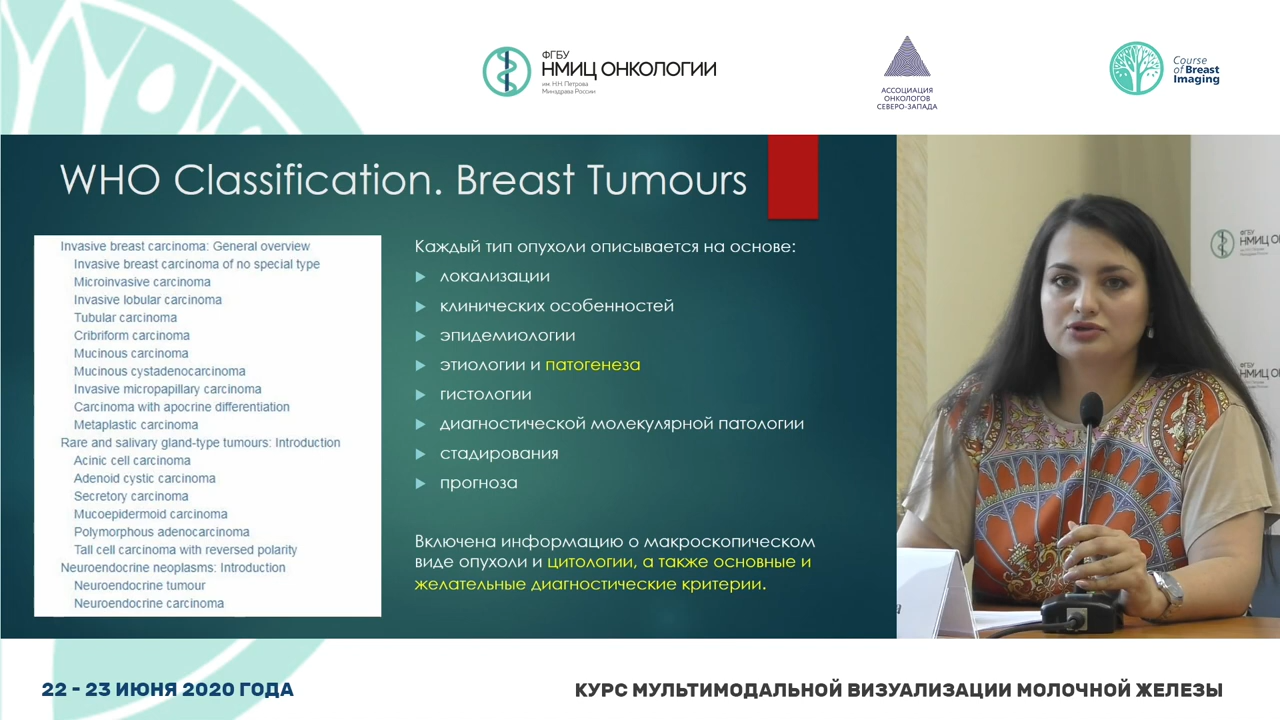 ФГБУ
НМИЦ ОНКОЛОГИИ
им. Н.Н. Петрова
Минздрава России
АССОЦИАЦИЯ
ОНКОЛОГОВ
СЕВЕРО-ЗАПАДА
Course
of Breast
Imaging
WHO Classification. Breast Tumours
Invasive breast carcinoma: General overview
Invasive breast carcinoma of no special type
Microinvasive carcinoma
Invasive lobular carcinoma
Tubular carcinoma
Cribriform carcinoma
Mucinous carcinoma
Mucinous cystadenocarcinoma
Invasive micropapillary carcinoma
Carcinoma with apocrine differentiation
Metaplastic carcinoma
Rare and salivary gland-type tumours: Introduction
Acinic cell carcinoma
Adenoid cystic carcinoma
Secretory carcinoma
Mucoepidermoid carcinoma
Polymorphous adenocarcinoma
Tall cell carcinoma with reversed polarity
Neuroendocrine neoplasms: Introduction
Neuroendocrine tumour
Neuroendocrine carcinoma
Каждый тип опухоли описывается на основе:
локализации
клинических особенностей
эпидемиологии
этиологии и патогенеза
гистологии
диагностической молекулярной патологии
стадирования
прогноза
Включена информацию о макроскопическом
виде опухоли и цитологии, а также основные и
желательные диагностические критерии.
ФГБУ
НМИЦ О
ФГБУ
НМИЦ О
22 - 23 ИЮНЯ 2020 ГОДА
КУРС МУЛЬТИМОДАЛЬНОЙ ВИЗУАЛИЗАЦИИ МОЛОЧНОЙ ЖЕЛЕЗЫ